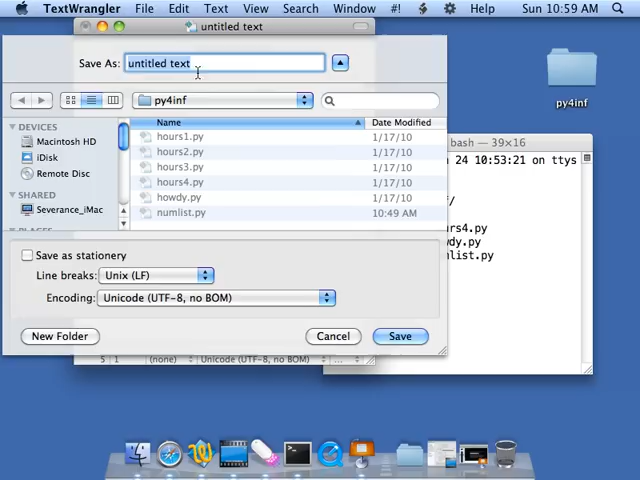 TextWrangler File Edit Text View Search Window #! Help Sun 10:59 AM
untitled text
Save As: untitled text
py4inf
Name Date Modified
DEVICES
Macintosh HD
iDisk
Remote Disc
SHARED
Severance_iMac
hours1.py 1/17/10
hours2.py 1/17/10
hours3.py 1/17/10
hours4.py 1/17/10
howdy.py 1/17/10
numlist.py 10:49 AM
Save as stationery
Line breaks: Unix (LF)
Encoding: Unicode (UTF-8, no BOM)
New Folder Cancel Save
5 1 (none) Unicode (UTF-8, no BOM) ...
py4inf
bash — 39×16
24 10:53:21 on ttys
/
urs4.py
wdy.py
mlist.py